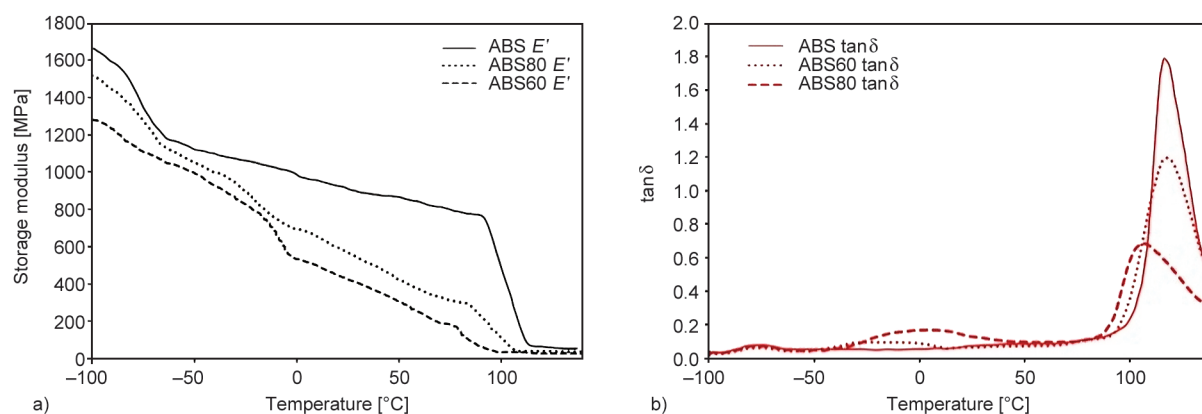 1800
1600
1400
1200
1000
800
600
400
200
0
Storage modulus [MPa]
ABS E'
ABS80 E'
ABS60 E'
–100
–50
0
50
100
Temperature [°C]
a)
2.0
1.8
1.6
1.4
1.2
1.0
0.8
0.6
0.4
0.2
0.0
tanδ
ABS tanδ
ABS60 tanδ
ABS80 tanδ
–100
–50
0
50
100
Temperature [°C]
b)